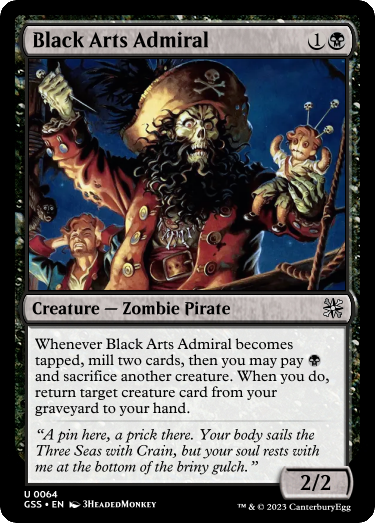 Black Arts Admiral 1
Creature — Zombie Pirate
Whenever Black Arts Admiral becomes
tapped, mill two cards, then you may pay
and sacrifice another creature. When you do,
return target creature card from your
graveyard to your hand.
“A pin here, a prick there. Your body sails the
Three Seas with Crain, but your soul rests with
me at the bottom of the briny gulch.”
2/2
U 0064
GSS • EN 3HEADEDMONKEY
™ & © 2023 CanterburyEgg